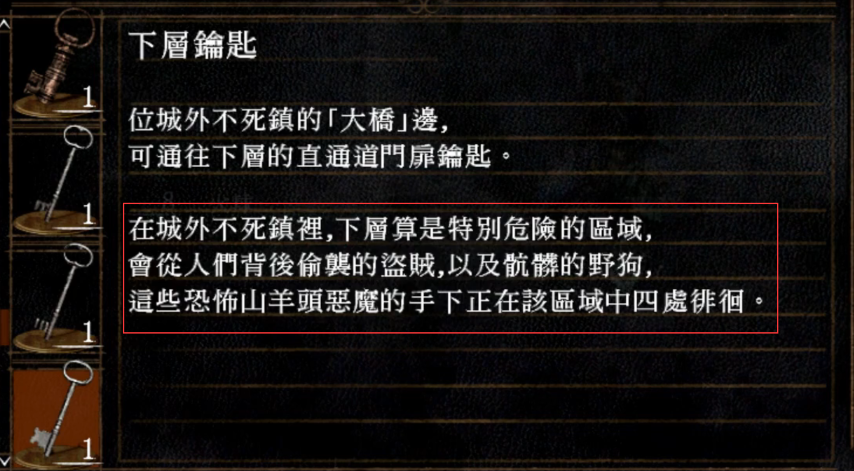 下層鑰匙
位城外不死鎮的「大橋」邊,
可通往下層的直通道門扉鑰匙。
在城外不死鎮裡,下層算是特別危險的區域,
會從人們背後偷襲的盜賊,以及骯髒的野狗,
這些恐怖山羊頭惡魔的手下正在該區域中四處徘徊。
1
1
1
1